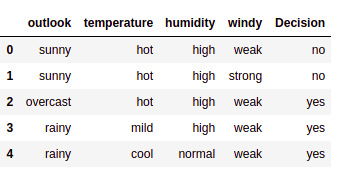 outlook temperature humidity windy Decision
0 sunny hot high weak no
1 sunny hot high strong no
2 overcast hot high weak yes
3 rainy mild high weak yes
4 rainy cool normal weak yes